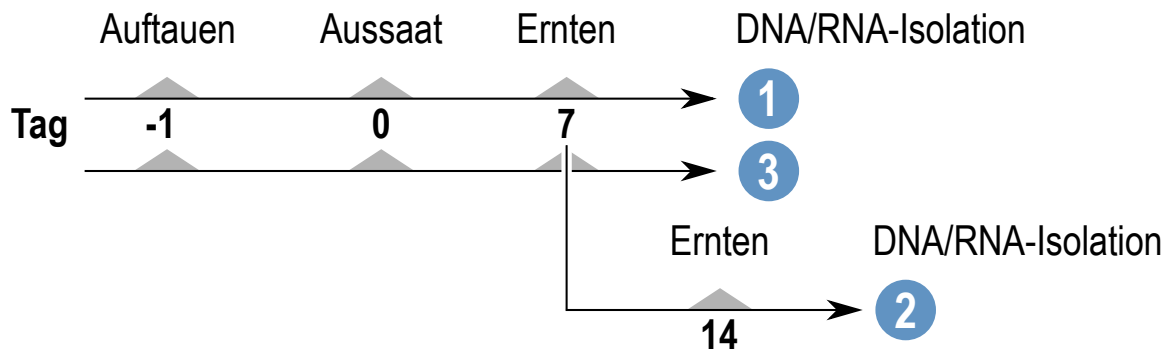 Auftauen Aussaat Ernten DNA/RNA-Isolation
1
Tag -1 0 7
3
Ernten DNA/RNA-Isolation
2
14